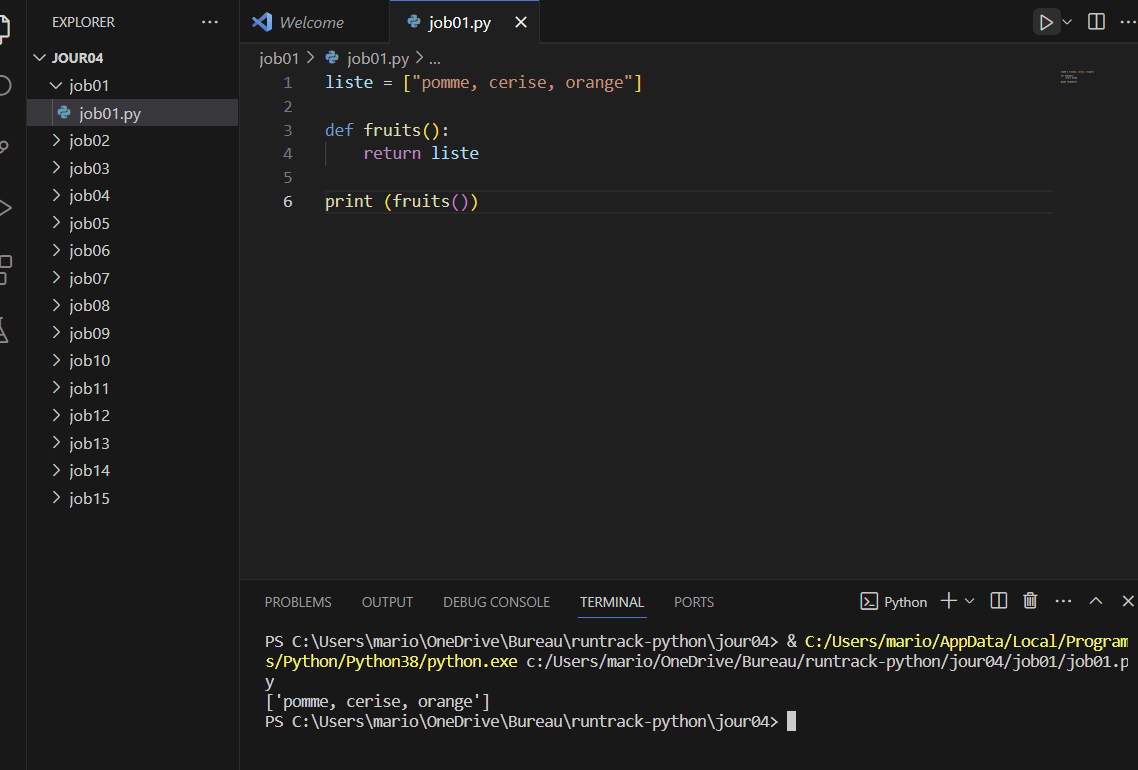 EXPLORER
JOUR04
job01
job01.py
job02
job03
job04
job05
job06
job07
job08
job09
job10
job11
job12
job13
job14
job15
Welcome
job01.py
job01 > job01.py > ...
1 liste = ["pomme, cerise, orange"]
2
3 def fruits():
4 return liste
5
6 print (fruits())
PROBLEMS OUTPUT DEBUG CONSOLE TERMINAL PORTS Python
PS C:\Users\mario\OneDrive\Bureau\runtrack-python\jour04> & C:/Users/mario/AppData/Local/Program
s/Python/Python38/python.exe c:/Users/mario/OneDrive/Bureau/runtrack-python/jour04/job01/job01.p
y
['pomme, cerise, orange']
PS C:\Users\mario\OneDrive\Bureau\runtrack-python\jour04>